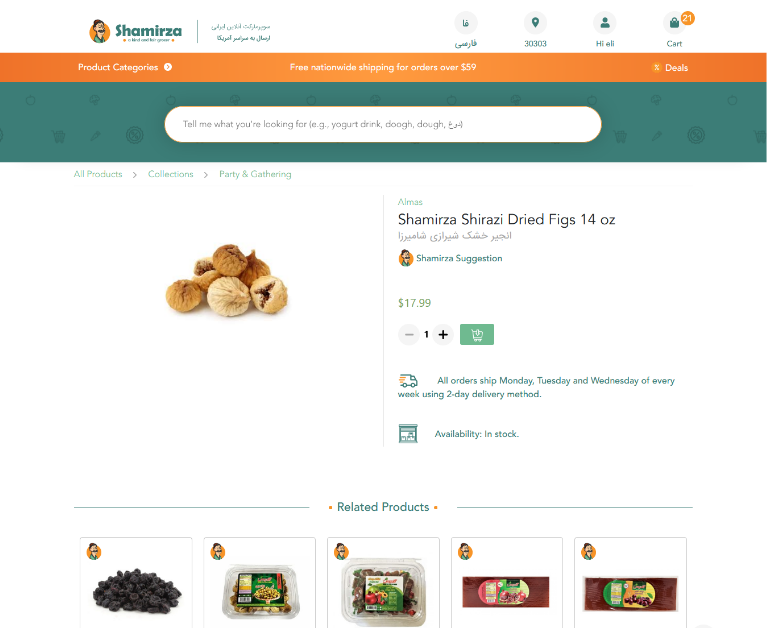 Shamirza
a kind and fair grocer
سوپرمارکت آنلاین ایرانی
ارسال به سراسر آمریکا
فا
فارسی
30303
Hi eli
21
Cart
Product Categories
Free nationwide shipping for orders over $59
% Deals
Tell me what you're looking for (e.g., yogurt drink, doogh, dough, دوغ)
All Products > Collections > Party & Gathering
Almas
Shamirza Shirazi Dried Figs 14 oz
انجیر خشک شیرازی شامیرزا
Shamirza Suggestion
$17.99
− 1 +
All orders ship Monday, Tuesday and Wednesday of every
week using 2-day delivery method.
Availability: In stock.
Related Products